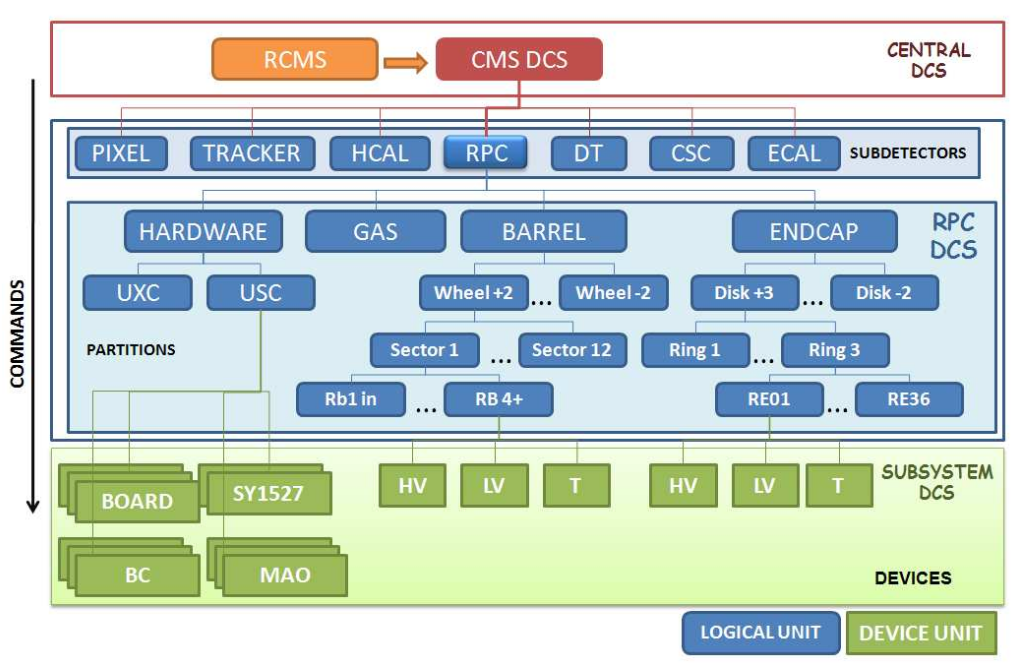 RCMS
CMS DCS
CENTRAL
DCS
PIXEL
TRACKER
HCAL
RPC
DT
CSC
ECAL
SUBDETECTORS
HARDWARE
GAS
BARREL
ENDCAP
RPC
DCS
UXC
USC
Wheel +2
...
Wheel -2
Disk +3
...
Disk -2
PARTITIONS
Sector 1
...
Sector 12
Ring 1
...
Ring 3
Rb1 in
...
RB 4+
RE01
...
RE36
COMMANDS
BOARD
SY1527
HV
LV
T
HV
LV
T
SUBSYSTEM
DCS
BC
MAO
DEVICES
LOGICAL UNIT
DEVICE UNIT